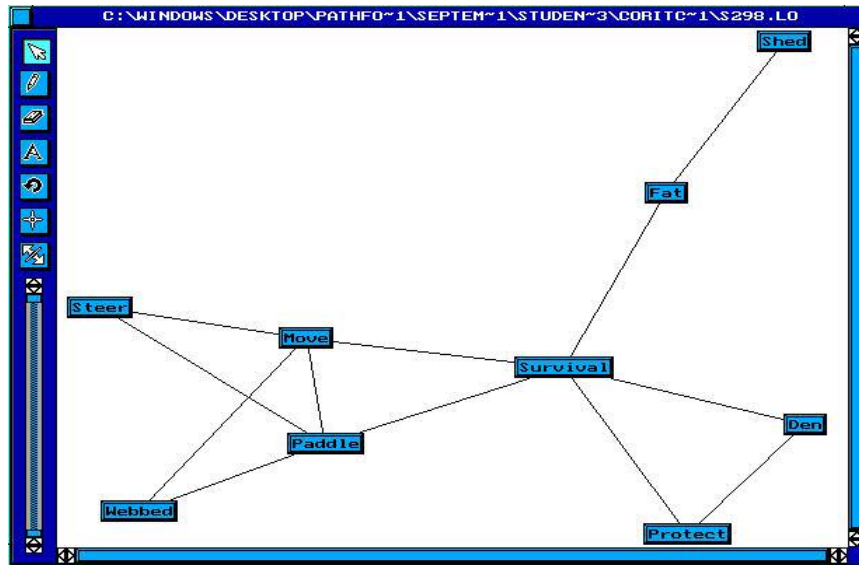 C:\WINDOWS\DESKTOP\PATHFO~1\SEPTEM~1\STUDEN~3\CORITC~1\S298.LO
Shed
A
Fat
Steer
Move
Survival
Den
Paddle
Webbed
Protect